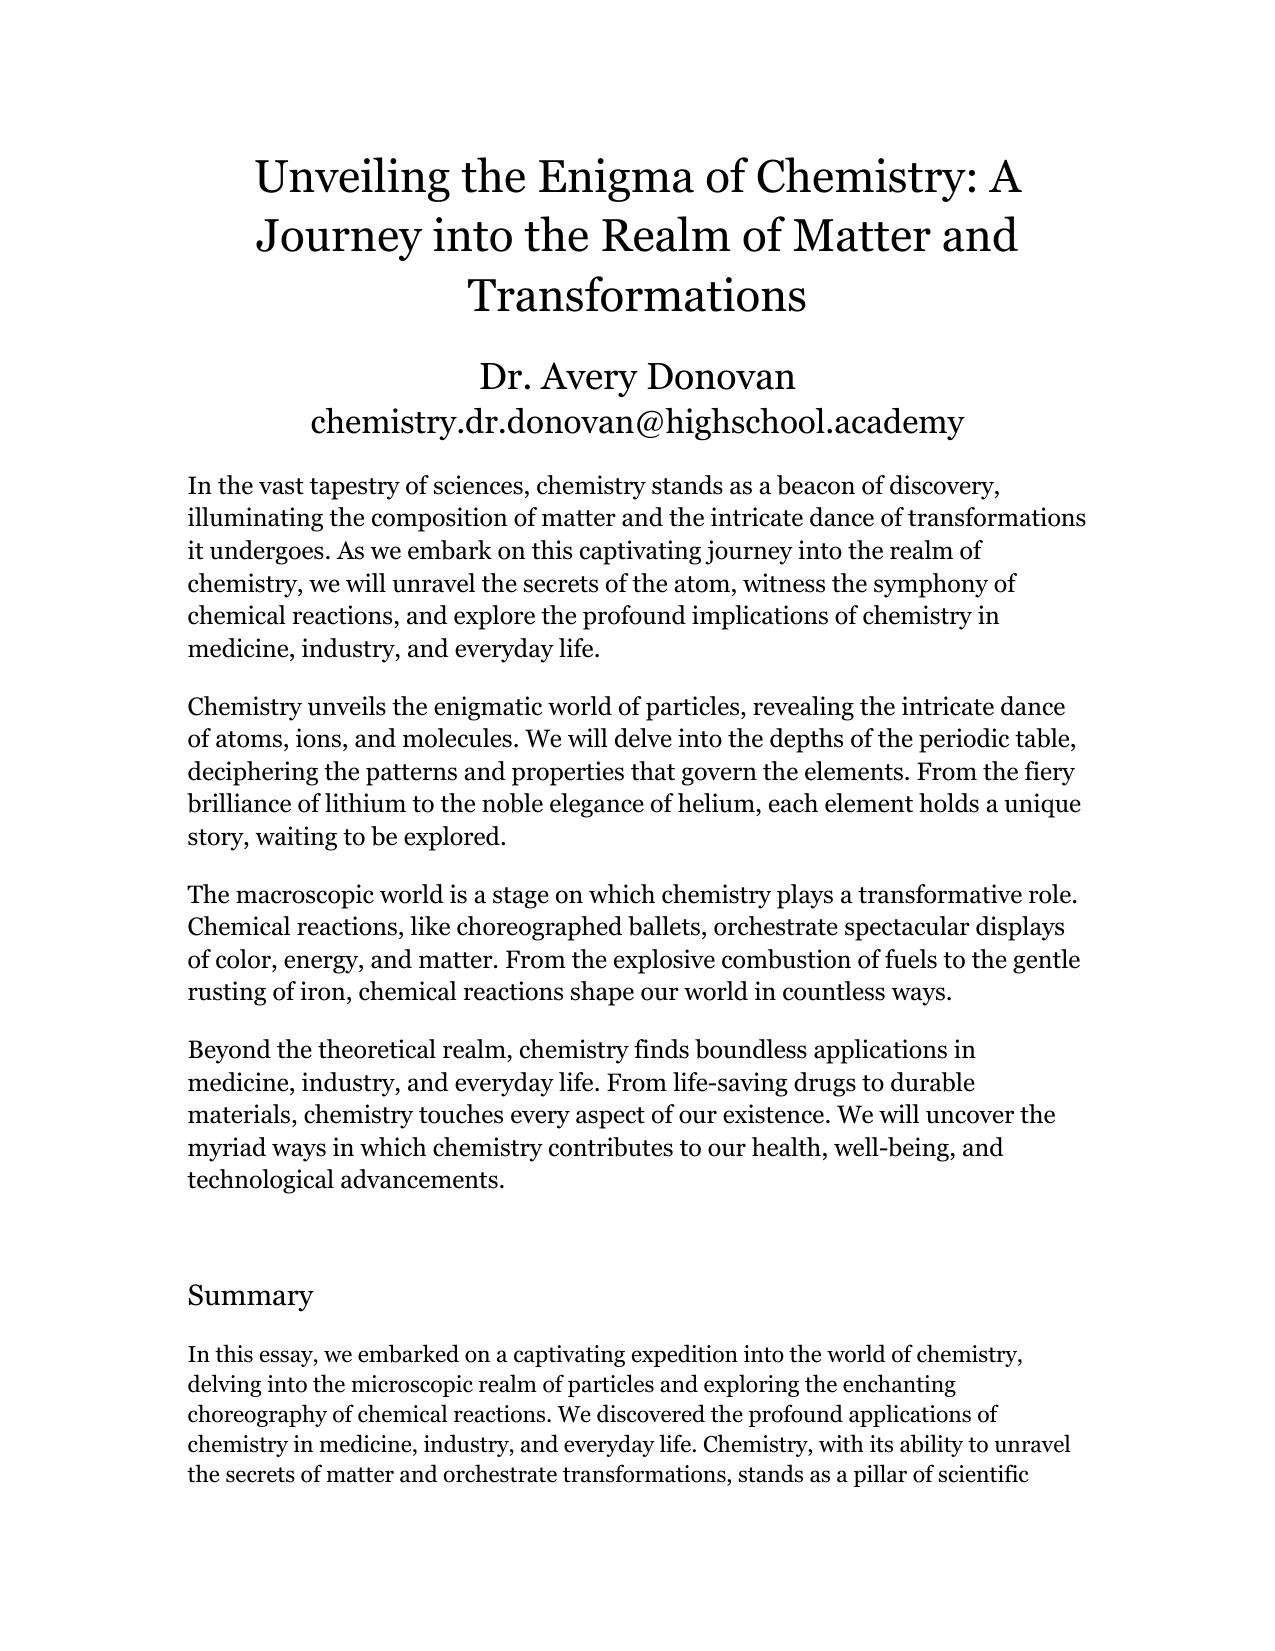 Unveiling the Enigma of Chemistry: A
Journey into the Realm of Matter and
Transformations
Dr. Avery Donovan
chemistry.dr.donovan@highschool.academy
In the vast tapestry of sciences, chemistry stands as a beacon of discovery,
illuminating the composition of matter and the intricate dance of transformations
it undergoes. As we embark on this captivating journey into the realm of
chemistry, we will unravel the secrets of the atom, witness the symphony of
chemical reactions, and explore the profound implications of chemistry in
medicine, industry, and everyday life.
Chemistry unveils the enigmatic world of particles, revealing the intricate dance
of atoms, ions, and molecules. We will delve into the depths of the periodic table,
deciphering the patterns and properties that govern the elements. From the fiery
brilliance of lithium to the noble elegance of helium, each element holds a unique
story, waiting to be explored.
The macroscopic world is a stage on which chemistry plays a transformative role.
Chemical reactions, like choreographed ballets, orchestrate spectacular displays
of color, energy, and matter. From the explosive combustion of fuels to the gentle
rusting of iron, chemical reactions shape our world in countless ways.
Beyond the theoretical realm, chemistry finds boundless applications in
medicine, industry, and everyday life. From life-saving drugs to durable
materials, chemistry touches every aspect of our existence. We will uncover the
myriad ways in which chemistry contributes to our health, well-being, and
technological advancements.
Summary
In this essay, we embarked on a captivating expedition into the world of chemistry,
delving into the microscopic realm of particles and exploring the enchanting
choreography of chemical reactions. We discovered the profound applications of
chemistry in medicine, industry, and everyday life. Chemistry, with its ability to unravel
the secrets of matter and orchestrate transformations, stands as a pillar of scientific